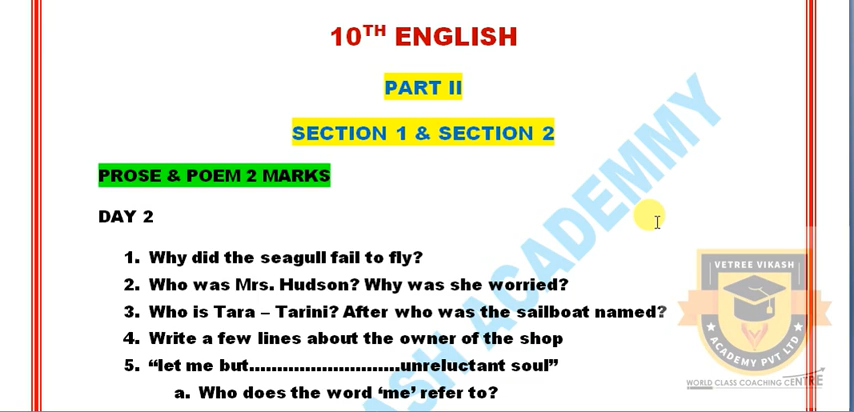 10TH ENGLISH
PART II
SECTION 1 & SECTION 2
PROSE & POEM 2 MARKS
DAY 2
1. Why did the seagull fail to fly?
2. Who was Mrs. Hudson? Why was she worried?
3. Who is Tara – Tarini? After who was the sailboat named?
4. Write a few lines about the owner of the shop
5. “let me but............................unreluctant soul”
a. Who does the word ‘me’ refer to?
ASH ACADEMMY
VETREE VIKASH
ACADEMY PVT LTD
WORLD CLASS COACHING CENTRE